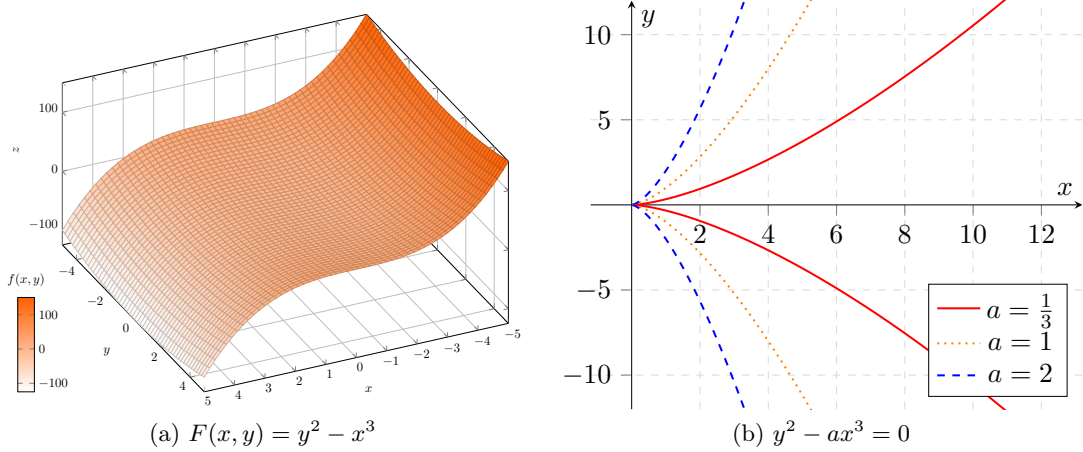 100
0
−100
z
−4
−2
0
2
4
y
5
4
3
2
1
0
−1
−2
−3
−4
−5
x
f(x, y)
100
0
−100
(a) F(x, y) = y² − x³
y
x
10
5
−5
−10
2
4
6
8
10
12
a = 1/3
a = 1
a = 2
(b) y² − ax³ = 0